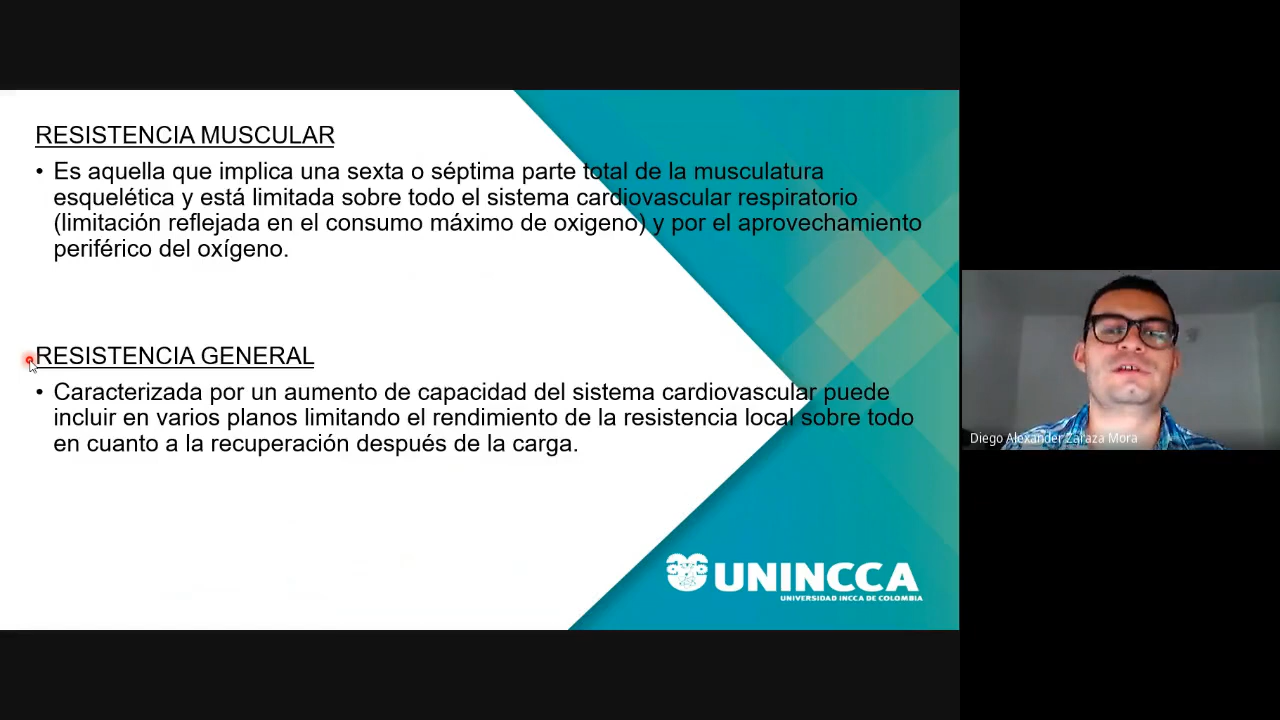 RESISTENCIA MUSCULAR
• Es aquella que implica una sexta o séptima parte total de la musculatura
esquelética y está limitada sobre todo el sistema cardiovascular respiratorio
(limitación reflejada en el consumo máximo de oxigeno) y por el aprovechamiento
periférico del oxígeno.
RESISTENCIA GENERAL
• Caracterizada por un aumento de capacidad del sistema cardiovascular puede
incluir en varios planos limitando el rendimiento de la resistencia local sobre todo
en cuanto a la recuperación después de la carga.
UNINCCA
UNIVERSIDAD INCCA DE COLOMBIA
Diego Alexander Zaraza Mora